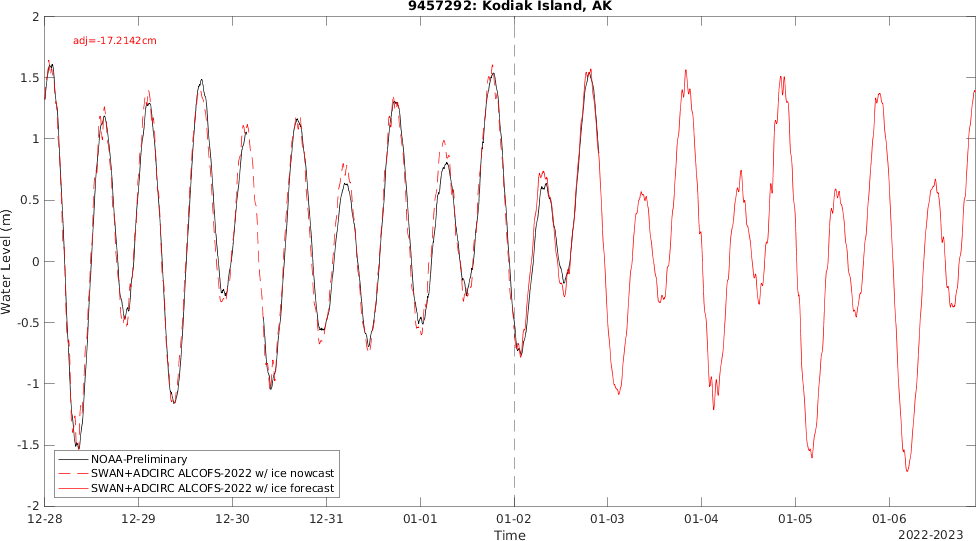 9457292: Kodiak Island, AK
adj=-17.2142cm
2
1.5
1
0.5
0
-0.5
-1
-1.5
-2
Water Level (m)
NOAA-Preliminary
SWAN+ADCIRC ALCOFS-2022 w/ ice nowcast
SWAN+ADCIRC ALCOFS-2022 w/ ice forecast
12-28 12-29 12-30 12-31 01-01 01-02 01-03 01-04 01-05 01-06
Time
2022-2023